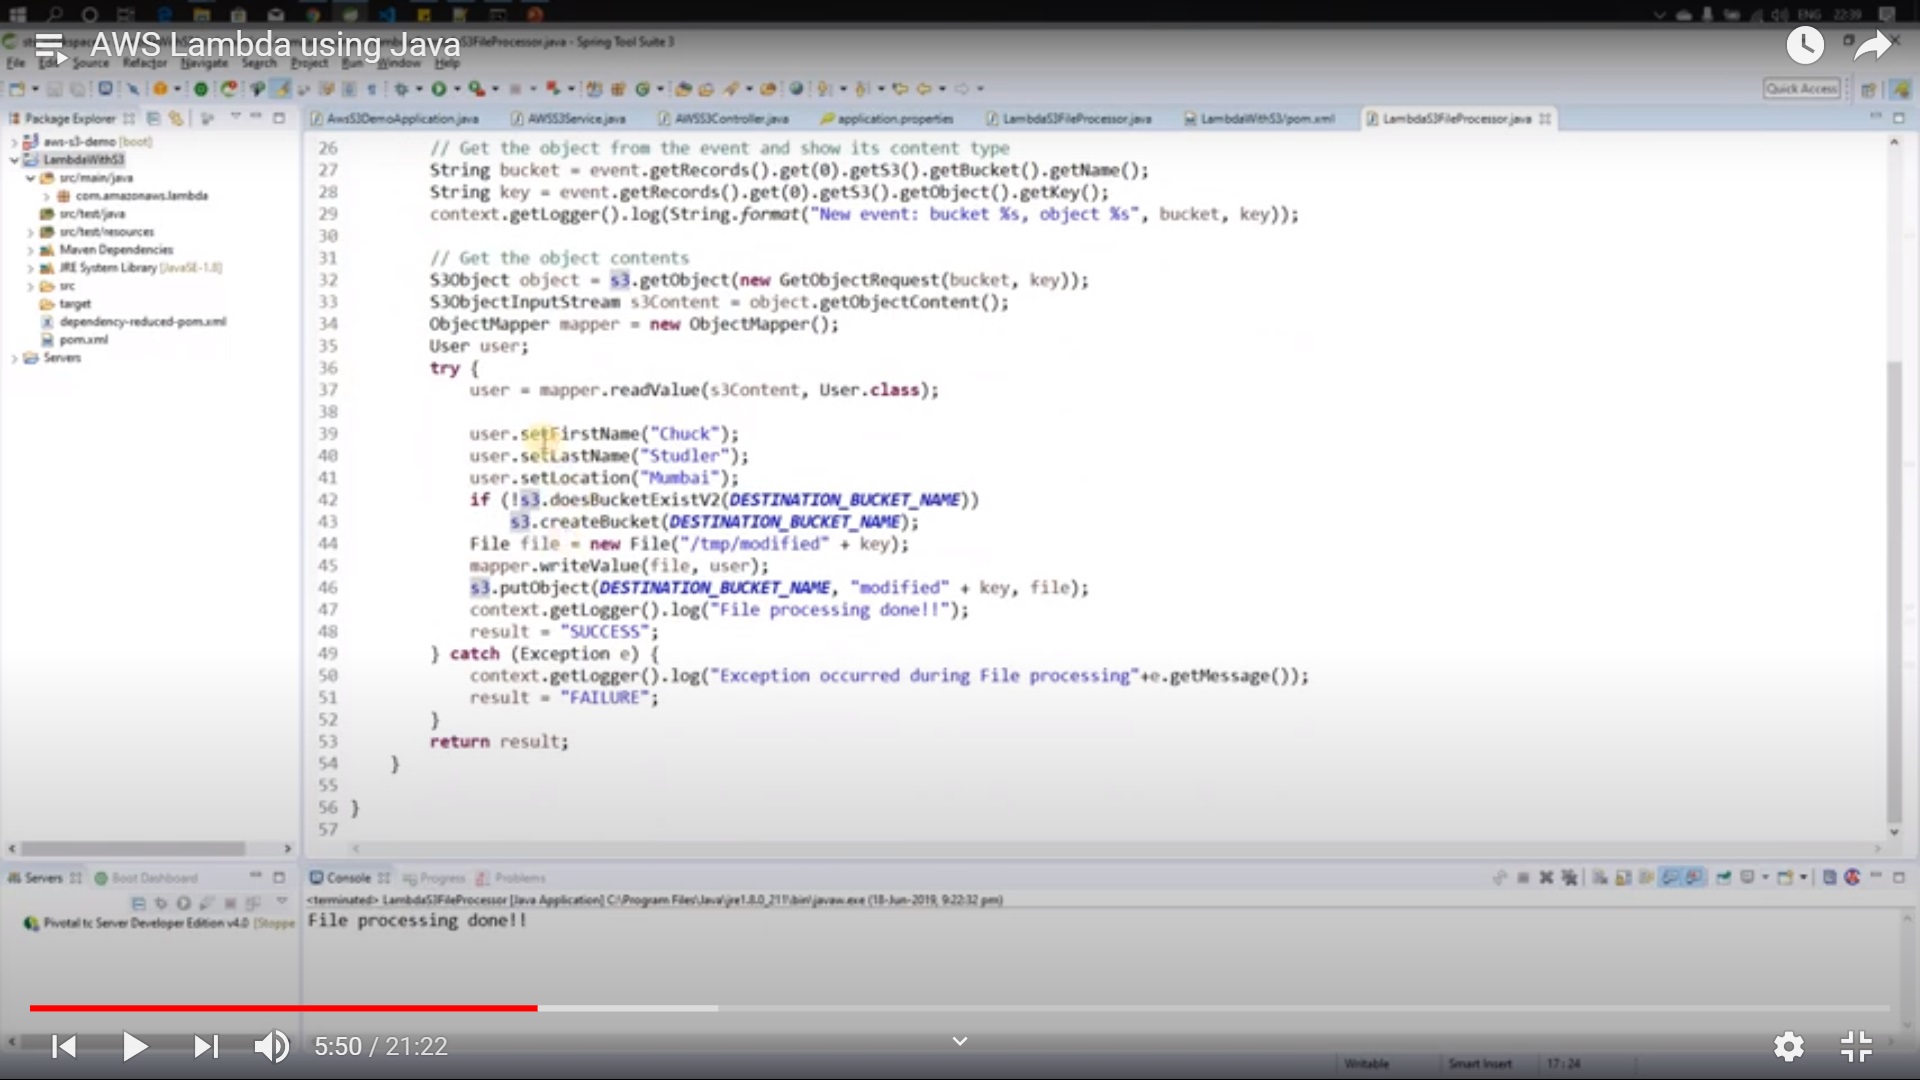 ENG 22:39
AWS Lambda using Java
S3FileProcessor.java - Spring Tool Suite 3
File Edit Source Refactor Navigate Search Project Run Window Help
Quick Access
Package Explorer
AwsS3DemoApplication.java AWSS3Service.java AWSS3Controller.java application.properties LambdaS3FileProcessor.java LambdaWithS3/pom.xml LambdaS3FileProcessor.java
aws-s3-demo [boot]
LambdaWithS3
src/main/java
com.amazonaws.lambda
src/test/java
src/test/resources
Maven Dependencies
JRE System Library [JavaSE-1.8]
src
target
dependency-reduced-pom.xml
pom.xml
Servers
26 // Get the object from the event and show its content type
27 String bucket = event.getRecords().get(0).getS3().getBucket().getName();
28 String key = event.getRecords().get(0).getS3().getObject().getKey();
29 context.getLogger().log(String.format("New event: bucket %s, object %s", bucket, key));
30
31 // Get the object contents
32 S3Object object = s3.getObject(new GetObjectRequest(bucket, key));
33 S3ObjectInputStream s3Content = object.getObjectContent();
34 ObjectMapper mapper = new ObjectMapper();
35 User user;
36 try {
37 user = mapper.readValue(s3Content, User.class);
38
39 user.setFirstName("Chuck");
40 user.setLastName("Studler");
41 user.setLocation("Mumbai");
42 if (!s3.doesBucketExistV2(DESTINATION_BUCKET_NAME))
43 s3.createBucket(DESTINATION_BUCKET_NAME);
44 File file = new File("/tmp/modified" + key);
45 mapper.writeValue(file, user);
46 s3.putObject(DESTINATION_BUCKET_NAME, "modified" + key, file);
47 context.getLogger().log("File processing done!!");
48 result = "SUCCESS";
49 } catch (Exception e) {
50 context.getLogger().log("Exception occurred during File processing"+e.getMessage());
51 result = "FAILURE";
52 }
53 return result;
54 }
55
56 }
57
Servers Boot Dashboard
Pivotal tc Server Developer Edition v4.0 [Stoppe
Console Progress Problems
<terminated> LambdaS3FileProcessor [Java Application] C:\Program Files\Java\jre1.8.0_211\bin\javaw.exe (18-Jun-2019, 9:22:32 pm)
File processing done!!
5:50 / 21:22
Writable Smart Insert 17:24